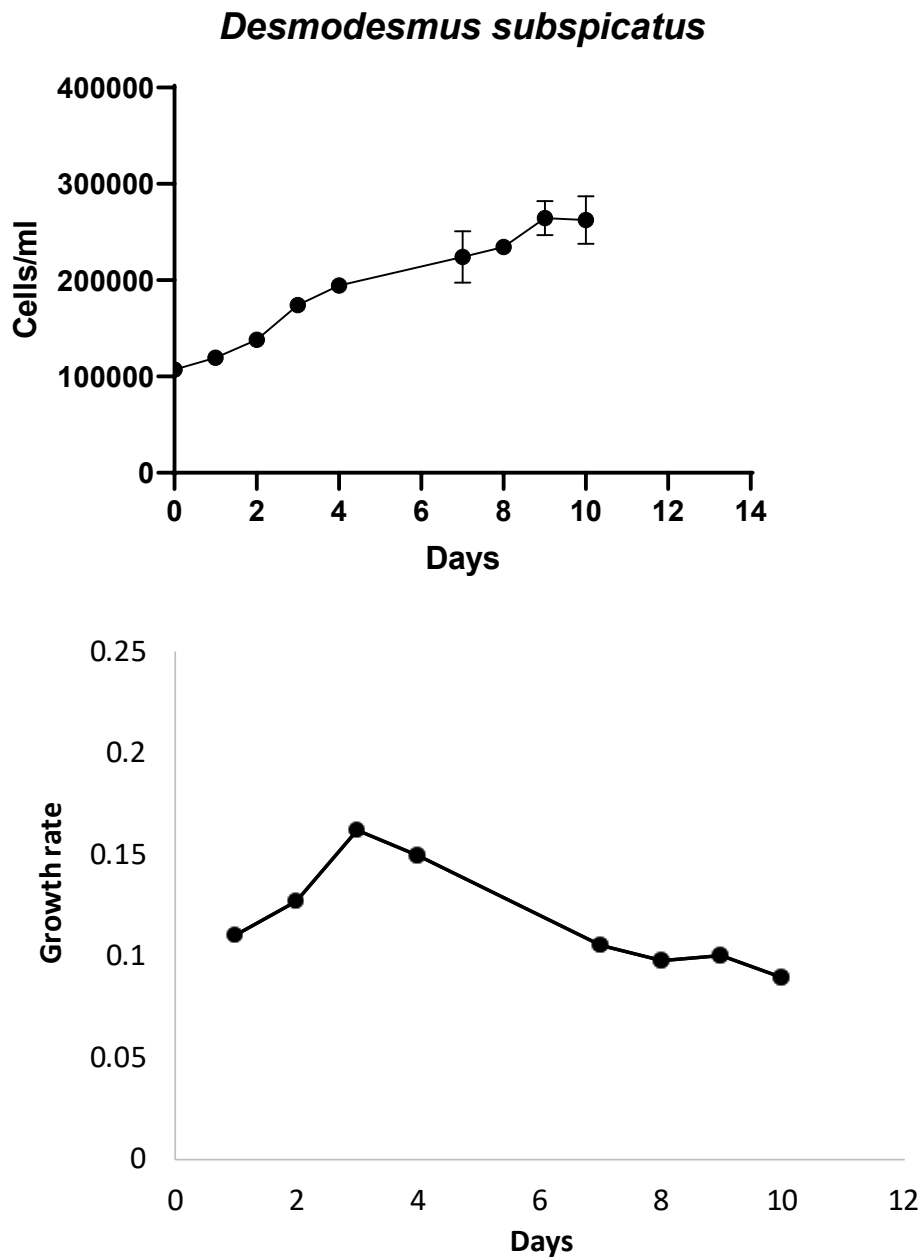 Desmodesmus subspicatus
400000
300000
200000
100000
0
Cells/ml
0 2 4 6 8 10 12 14
Days
0.25
0.2
0.15
0.1
0.05
0
Growth rate
0 2 4 6 8 10 12
Days